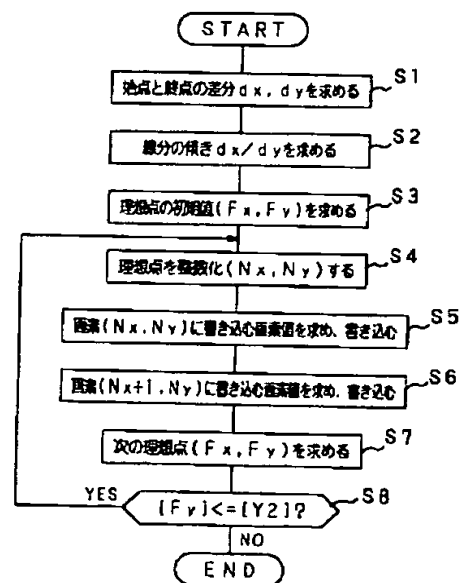 START
S1
始点と終点の差分dx,dyを求める
S2
線分の傾きdx/dyを求める
S3
理想点の初期値(Fx,Fy)を求める
S4
理想点を整数化(Nx,Ny)する
S5
画素(Nx,Ny)に書き込む画素値を求め、書き込む
S6
画素(Nx+1,Ny)に書き込む画素値を求め、書き込む
S7
次の理想点(Fx,Fy)を求める
S8
YES
[Fy]<=[Y2]?
NO
END